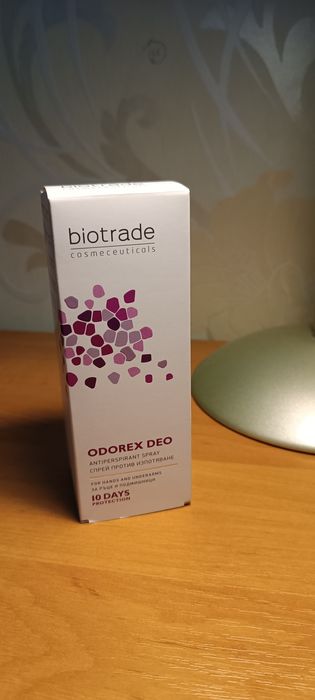 biotrade
cosmeceuticals
ODOREX DEO
ANTIPERSPIRANT SPRAY
СПРЕЙ ПРОТИВ ИЗПОТЯВАНЕ
FOR HANDS AND UNDERARMS
ЗА РЪЦЕ И ПОДМИШНИЦИ
10 DAYS
PROTECTION